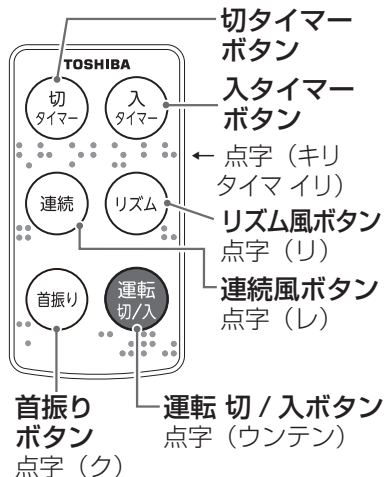 切タイマー
ボタン
TOSHIBA
切
タイマー
入
タイマー
入タイマー
ボタン
← 点字（キリ
タイマ イリ）
連続
リズム
リズム風ボタン
点字（リ）
連続風ボタン
点字（レ）
首振り
運転
切/入
首振り
ボタン
点字（ク）
運転 切 / 入ボタン
点字（ウンテン）